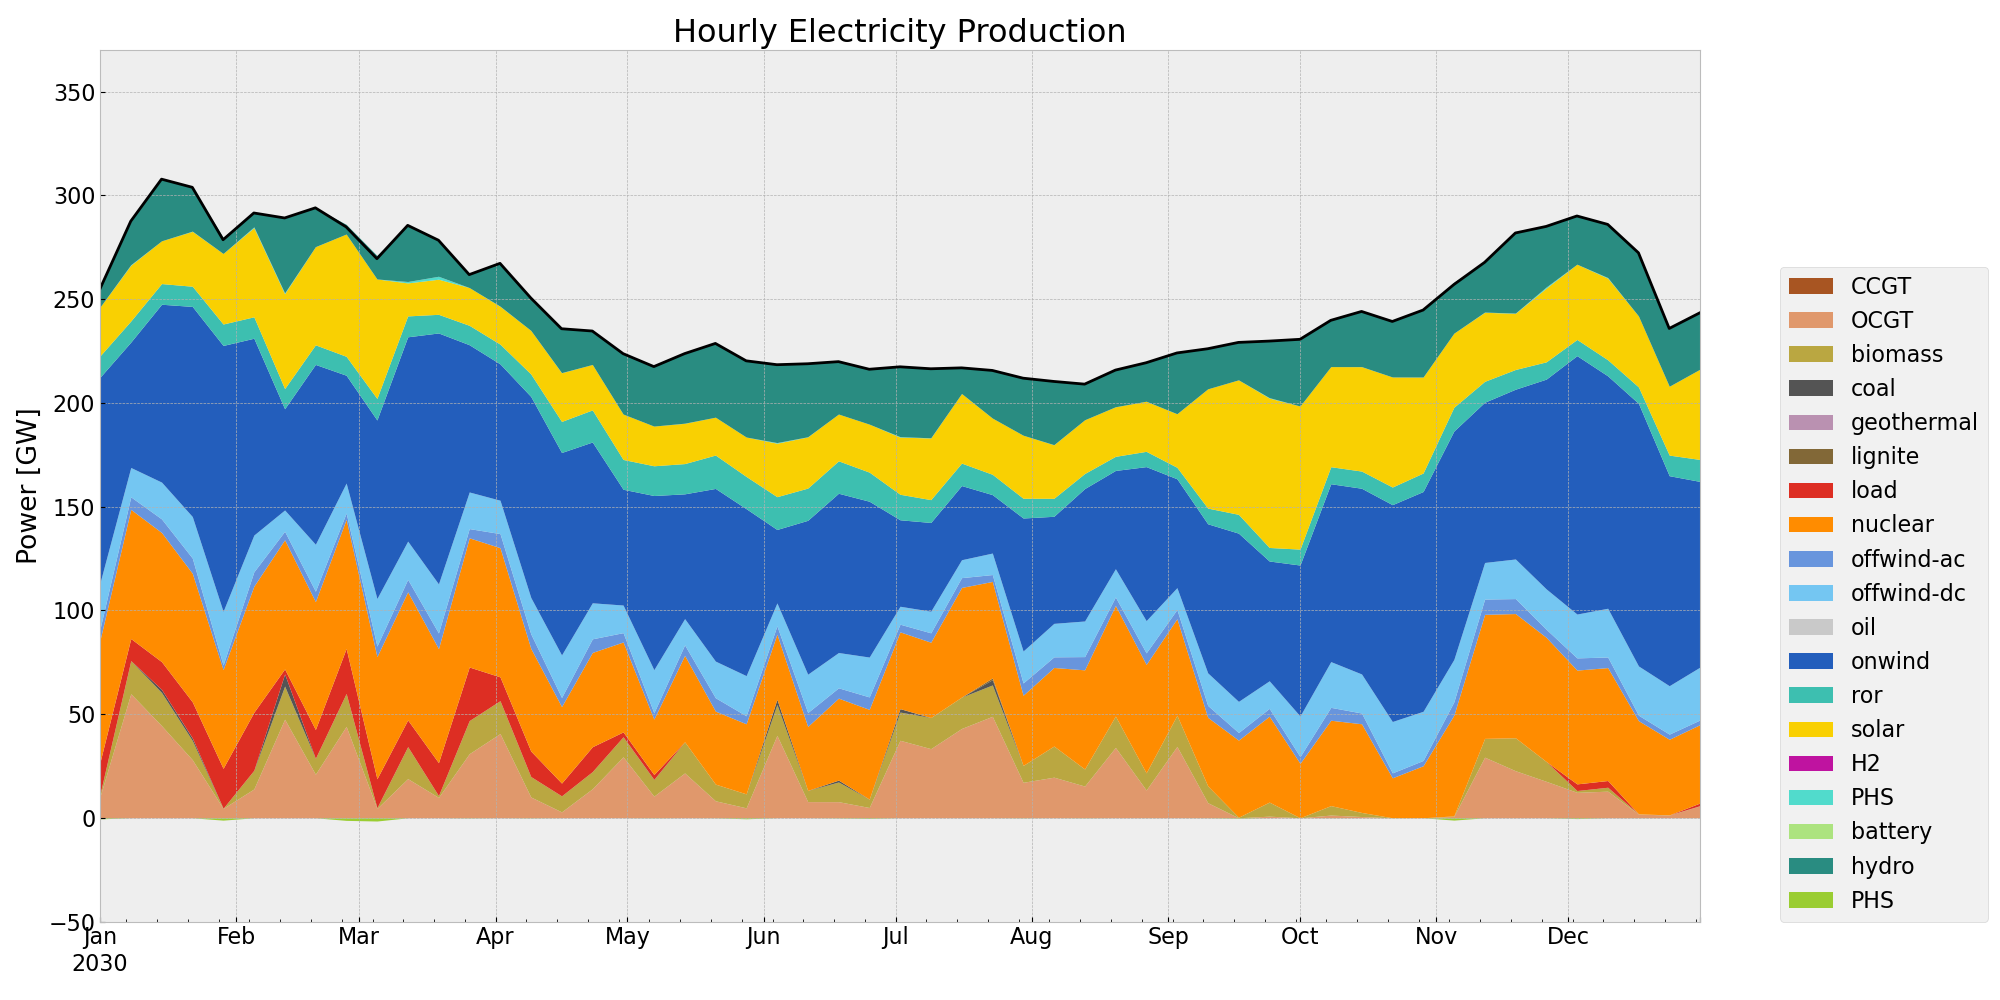 Hourly Electricity Production
Power [GW]
350
300
250
200
150
100
50
0
−50
Jan Feb Mar Apr May Jun Jul Aug Sep Oct Nov Dec
2030
CCGT
OCGT
biomass
coal
geothermal
lignite
load
nuclear
offwind-ac
offwind-dc
oil
onwind
ror
solar
H2
PHS
battery
hydro
PHS